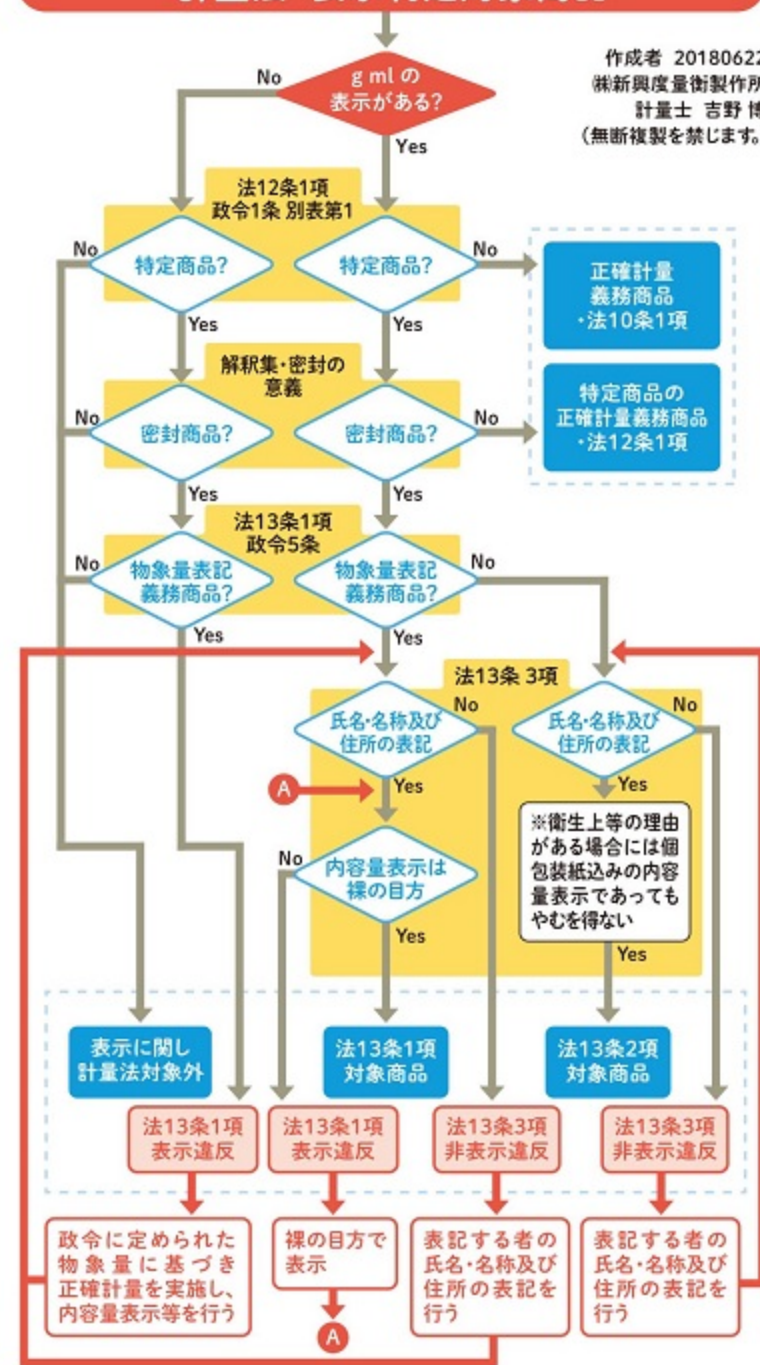 作成者 20180622
㈱新興度量衡製作所
計量士 吉野 博
(無断複製を禁じます。
g ml の
表示がある?
No
Yes
法12条1項
政令1条 別表第1
No
特定商品?
特定商品?
No
正確計量
義務商品
・法10条1項
Yes
Yes
解釈集・密封の
意義
特定商品の
正確計量義務商品
・法12条1項
No
密封商品?
密封商品?
No
Yes
Yes
法13条1項
政令5条
No
物象量表記
義務商品?
物象量表記
義務商品?
No
Yes
Yes
法13条 3項
氏名・名称及び
住所の表記
No
氏名・名称及び
住所の表記
No
A
Yes
Yes
※衛生上等の理由
がある場合には個
包装紙込みの内容
量表示であっても
やむを得ない
No
内容量表示は
裸の目方
Yes
Yes
表示に関し
計量法対象外
法13条1項
対象商品
法13条2項
対象商品
法13条1項
表示違反
法13条1項
表示違反
法13条3項
非表示違反
法13条3項
非表示違反
政令に定められた
物象量に基づき
正確計量を実施し、
内容量表示等を行う
裸の目方で
表示
表記する者の
氏名・名称及び
住所の表記を
行う
表記する者の
氏名・名称及び
住所の表記を
行う
A